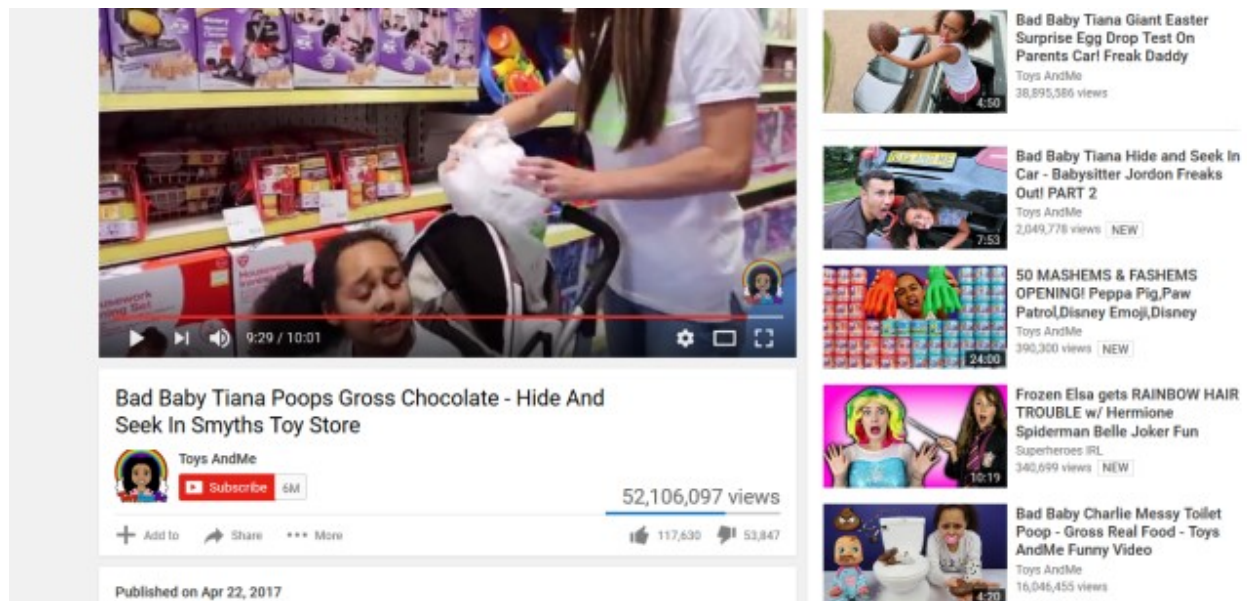 Housework
Ironing Set
9:29 / 10:01
Bad Baby Tiana Poops Gross Chocolate - Hide And
Seek In Smyths Toy Store
Toys AndMe
Subscribe 6M
52,106,097 views
Add to Share More 117,630 53,847
Published on Apr 22, 2017
Bad Baby Tiana Giant Easter
Surprise Egg Drop Test On
Parents Car! Freak Daddy
Toys AndMe
38,895,586 views
4:50
Bad Baby Tiana Hide and Seek In
Car - Babysitter Jordon Freaks
Out! PART 2
Toys AndMe
2,049,778 views NEW
7:53
50 MASHEMS & FASHEMS
OPENING! Peppa Pig,Paw
Patrol,Disney Emoji,Disney
Toys AndMe
390,300 views NEW
24:00
Frozen Elsa gets RAINBOW HAIR
TROUBLE w/ Hermione
Spiderman Belle Joker Fun
Superheroes IRL
340,699 views NEW
10:19
Bad Baby Charlie Messy Toilet
Poop - Gross Real Food - Toys
AndMe Funny Video
Toys AndMe
16,046,455 views
4:20